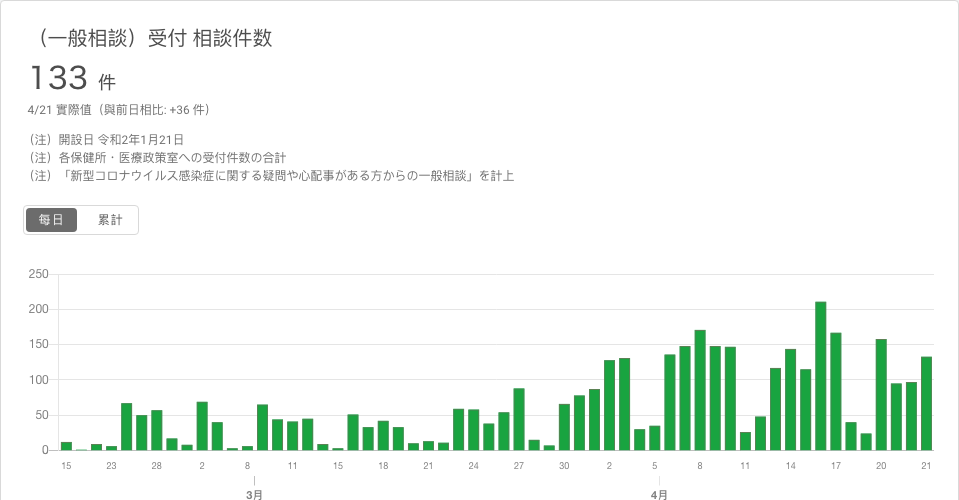 （一般相談）受付 相談件数
133 件
4/21 實際值（與前日相比: +36 件）
（注）開設日 令和2年1月21日
（注）各保健所・医療政策室への受付件数の合計
（注）「新型コロナウイルス感染症に関する疑問や心配事がある方からの一般相談」を計上
每日 累計
250
200
150
100
50
0
15 23 28 2 8 11 15 18 21 24 27 30 2 5 8 11 14 17 20 21
3月 4月